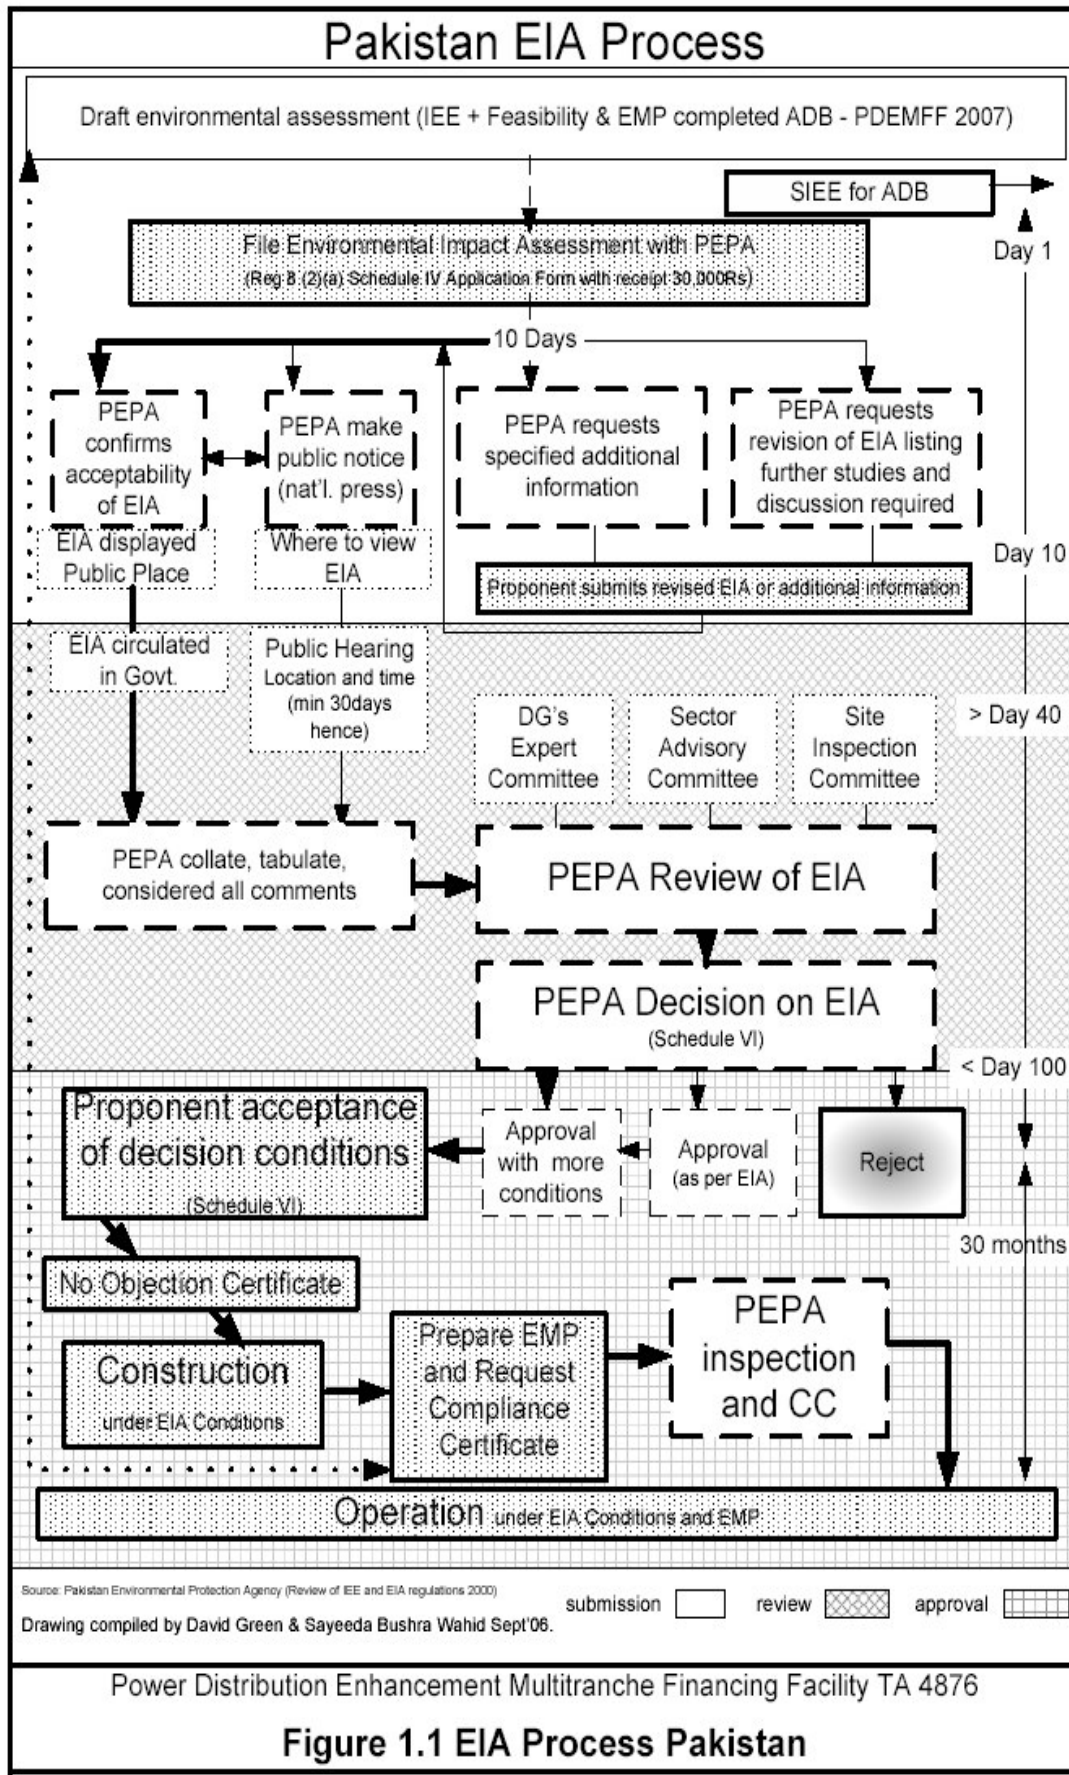 Pakistan EIA Process
Draft environmental assessment (IEE + Feasibility & EMP completed ADB - PDEMFF 2007)
SIEE for ADB
File Environmental Impact Assessment with PEPA
(Reg 8 (2)(a) Schedule IV Application Form with receipt 30,000Rs)
Day 1
10 Days
PEPA
confirms
acceptability
of EIA
PEPA make
public notice
(nat'l. press)
PEPA requests
specified additional
information
PEPA requests
revision of EIA listing
further studies and
discussion required
EIA displayed
Public Place
Where to view
EIA
Day 10
Proponent submits revised EIA or additional information
EIA circulated
in Govt.
Public Hearing
Location and time
(min 30days
hence)
DG's
Expert
Committee
Sector
Advisory
Committee
Site
Inspection
Committee
> Day 40
PEPA collate, tabulate,
considered all comments
PEPA Review of EIA
PEPA Decision on EIA
(Schedule VI)
< Day 100
Proponent acceptance
of decision conditions
(Schedule VI)
Approval
with more
conditions
Approval
(as per EIA)
Reject
30 months
No Objection Certificate
Construction
under EIA Conditions
Prepare EMP
and Request
Compliance
Certificate
PEPA
inspection
and CC
Operation under EIA Conditions and EMP
Source: Pakistan Environmental Protection Agency (Review of IEE and EIA regulations 2000)
Drawing compiled by David Green & Sayeeda Bushra Wahid Sept'06.
submission
review
approval
Power Distribution Enhancement Multitranche Financing Facility TA 4876
Figure 1.1 EIA Process Pakistan